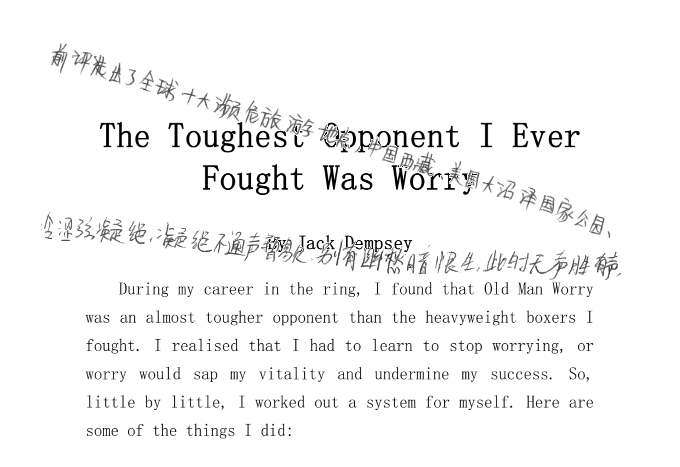 前评发出了全球十大濒危旅游地点,中国西藏、美国大沼泽国家公园、
The Toughest Opponent I Ever
Fought Was Worry
冷涩弦凝绝,凝绝不通声暂歇.别有幽愁暗恨生,此时无声胜有声.
By Jack Dempsey
During my career in the ring, I found that Old Man Worry
was an almost tougher opponent than the heavyweight boxers I
fought. I realised that I had to learn to stop worrying, or
worry would sap my vitality and undermine my success. So,
little by little, I worked out a system for myself. Here are
some of the things I did: